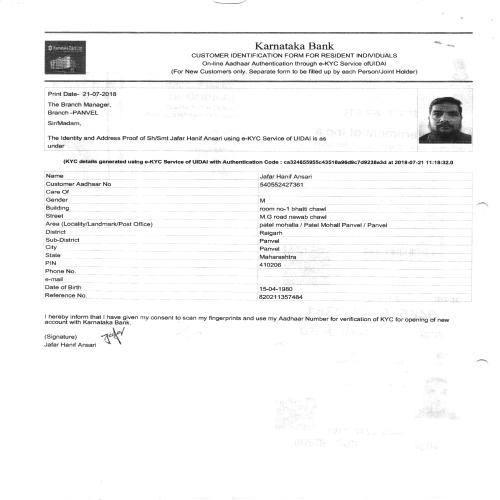 Karnataka Bank
CUSTOMER IDENTIFICATION FORM FOR RESIDENT INDIVIDUALS
On-line Aadhaar Authentication through e-KYC Service ofUIDAI
(For New Customers only. Separate form to be filled up by each Person/Joint Holder)
Print Date- 21-07-2018
The Branch Manager,
Branch -PANVEL
Sir/Madam,
The Identity and Address Proof of Sh/Smt Jafar Hanif Ansari using e-KYC Service of UIDAI is as
under
(KYC details generated using e-KYC Service of UIDAI with Authentication Code : ca324655955c43518a96d9c7d9238a3d at 2018-07-21 11:18:32.0
Name Jafar Hanif Ansari
Customer Aadhaar No 540552427361
Care Of
Gender M
Building room no-1 bhatti chawl
Street M.G road nawab chawl
Area (Locality/Landmark/Post Office) patel mohalla / Patel Mohall Panvel / Panvel
District Raigarh
Sub-District Panvel
City Panvel
State Maharashtra
PIN 410206
Phone No.
e-mail
Date of Birth 15-04-1980
Reference No. 820211357484
I hereby inform that I have given my consent to scan my fingerprints and use my Aadhaar Number for verification of KYC for opening of new
account with Karnataka Bank.
(Signature)
Jafar Hanif Ansari